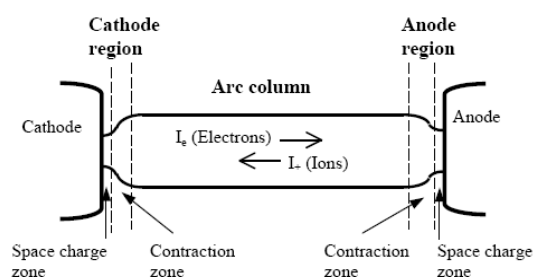 Cathode
region
Anode
region
Arc column
Cathode
Anode
Iₑ (Electrons)
I₊ (Ions)
Space charge
zone
Contraction
zone
Contraction
zone
Space charge
zone